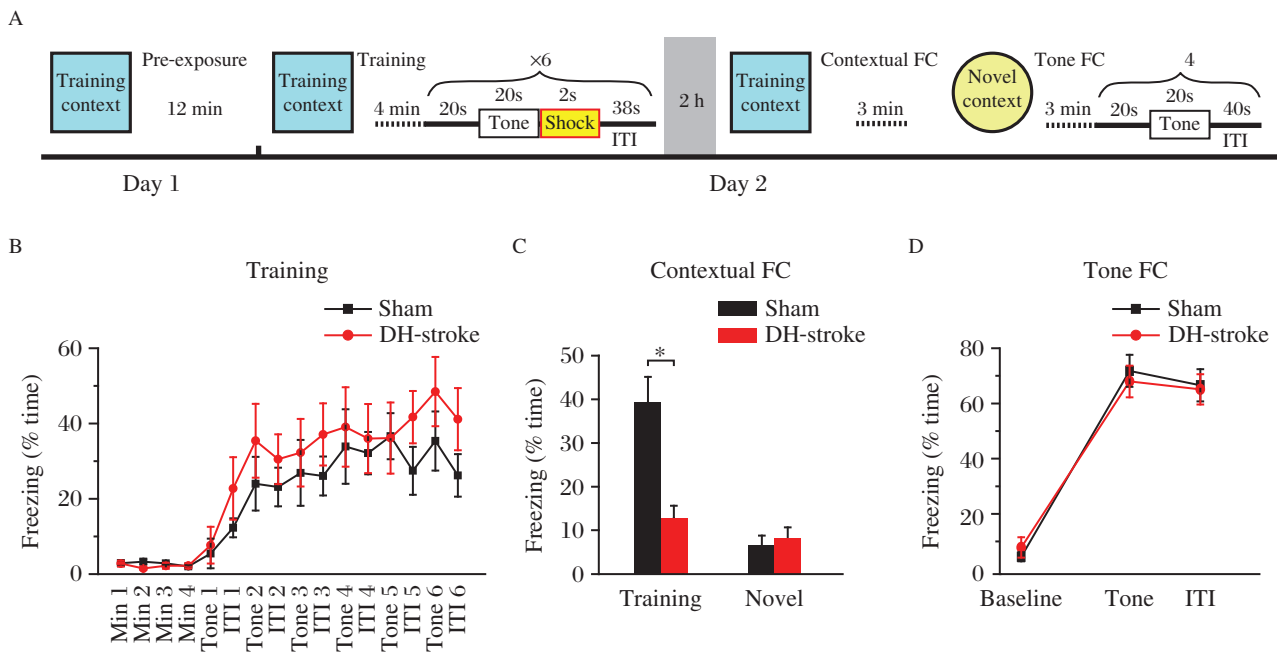 A
Training context
Pre-exposure
12 min
Training context
Training
4 min
×6
20s
20s
Tone
2s
Shock
38s
ITI
2 h
Training context
Contextual FC
3 min
Novel context
Tone FC
3 min
4
20s
20s
Tone
40s
ITI
Day 1
Day 2
B
Training
Sham
DH-stroke
Freezing (% time)
60
40
20
0
Min 1
Min 2
Min 3
Min 4
Tone 1
ITI 1
Tone 2
ITI 2
Tone 3
ITI 3
Tone 4
ITI 4
Tone 5
ITI 5
Tone 6
ITI 6
C
Contextual FC
Sham
DH-stroke
Freezing (% time)
50
40
30
20
10
0
*
Training
Novel
D
Tone FC
Sham
DH-stroke
Freezing (% time)
80
60
40
20
0
Baseline
Tone
ITI